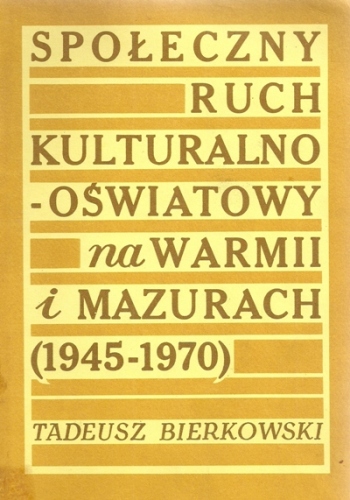 SPOŁECZNY
RUCH
KULTURALNO
-OŚWIATOWY
na WARMII
i MAZURACH
(1945-1970)
TADEUSZ BIERKOWSKI